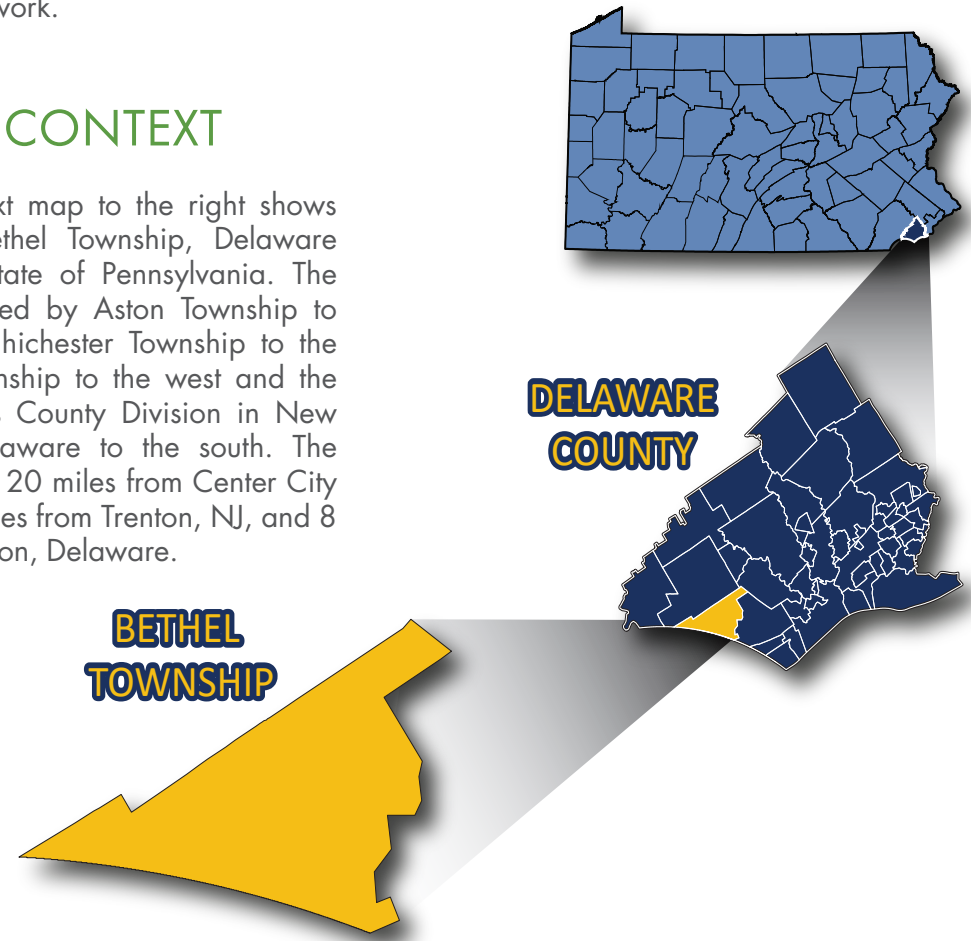 work.
CONTEXT
xt map to the right shows
ethel Township, Delaware
tate of Pennsylvania. The
ed by Aston Township to
hichester Township to the
nship to the west and the
s County Division in New
aware to the south. The
20 miles from Center City
es from Trenton, NJ, and 8
on, Delaware.
DELAWARE
COUNTY
BETHEL
TOWNSHIP